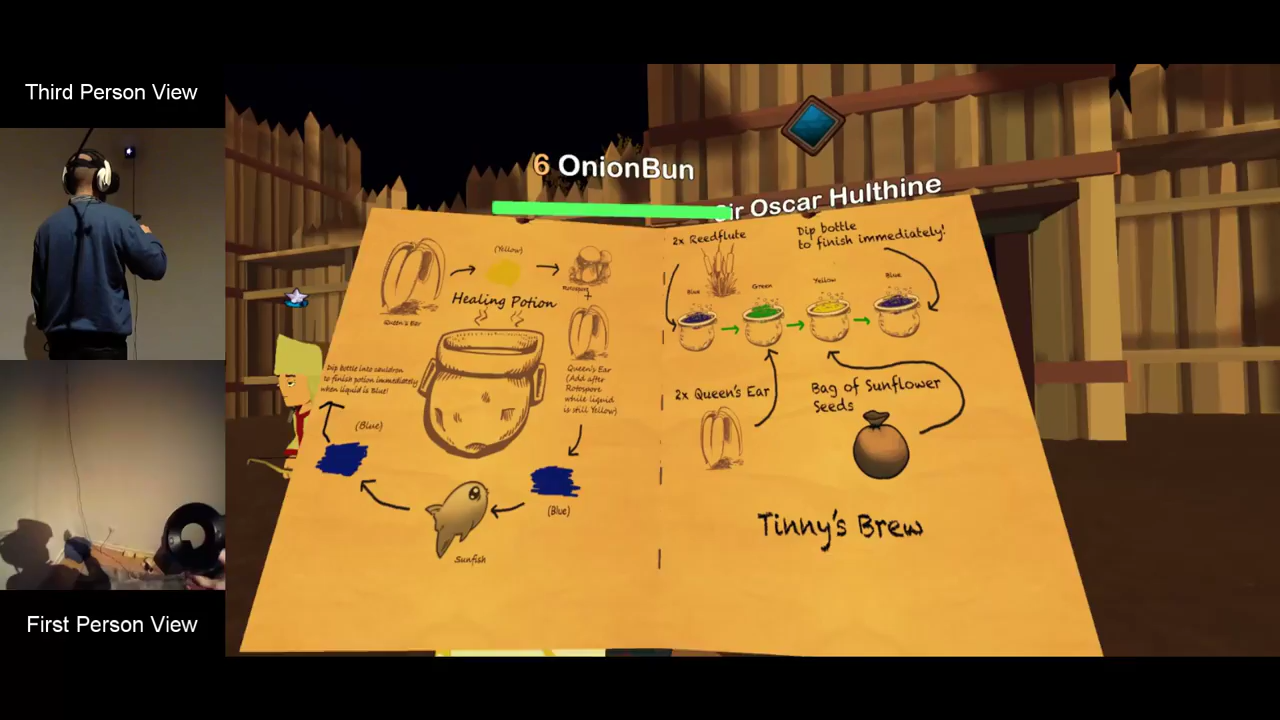 Third Person View
6 OnionBun
Sir Oscar Hulthine
(Yellow)
Queen's Ear
Rotospore
+
Healing Potion
Queen's Ear
(Add after
Rotospore
while liquid
is still Yellow)
Dip bottle into cauldron
to finish potion immediately
when liquid is Blue!
(Blue)
(Blue)
Sunfish
2x Reedflute
Dip bottle
to finish immediately!
Blue
Green
Yellow
Blue
2x Queen's Ear
Bag of Sunflower
Seeds
Tinny's Brew
First Person View